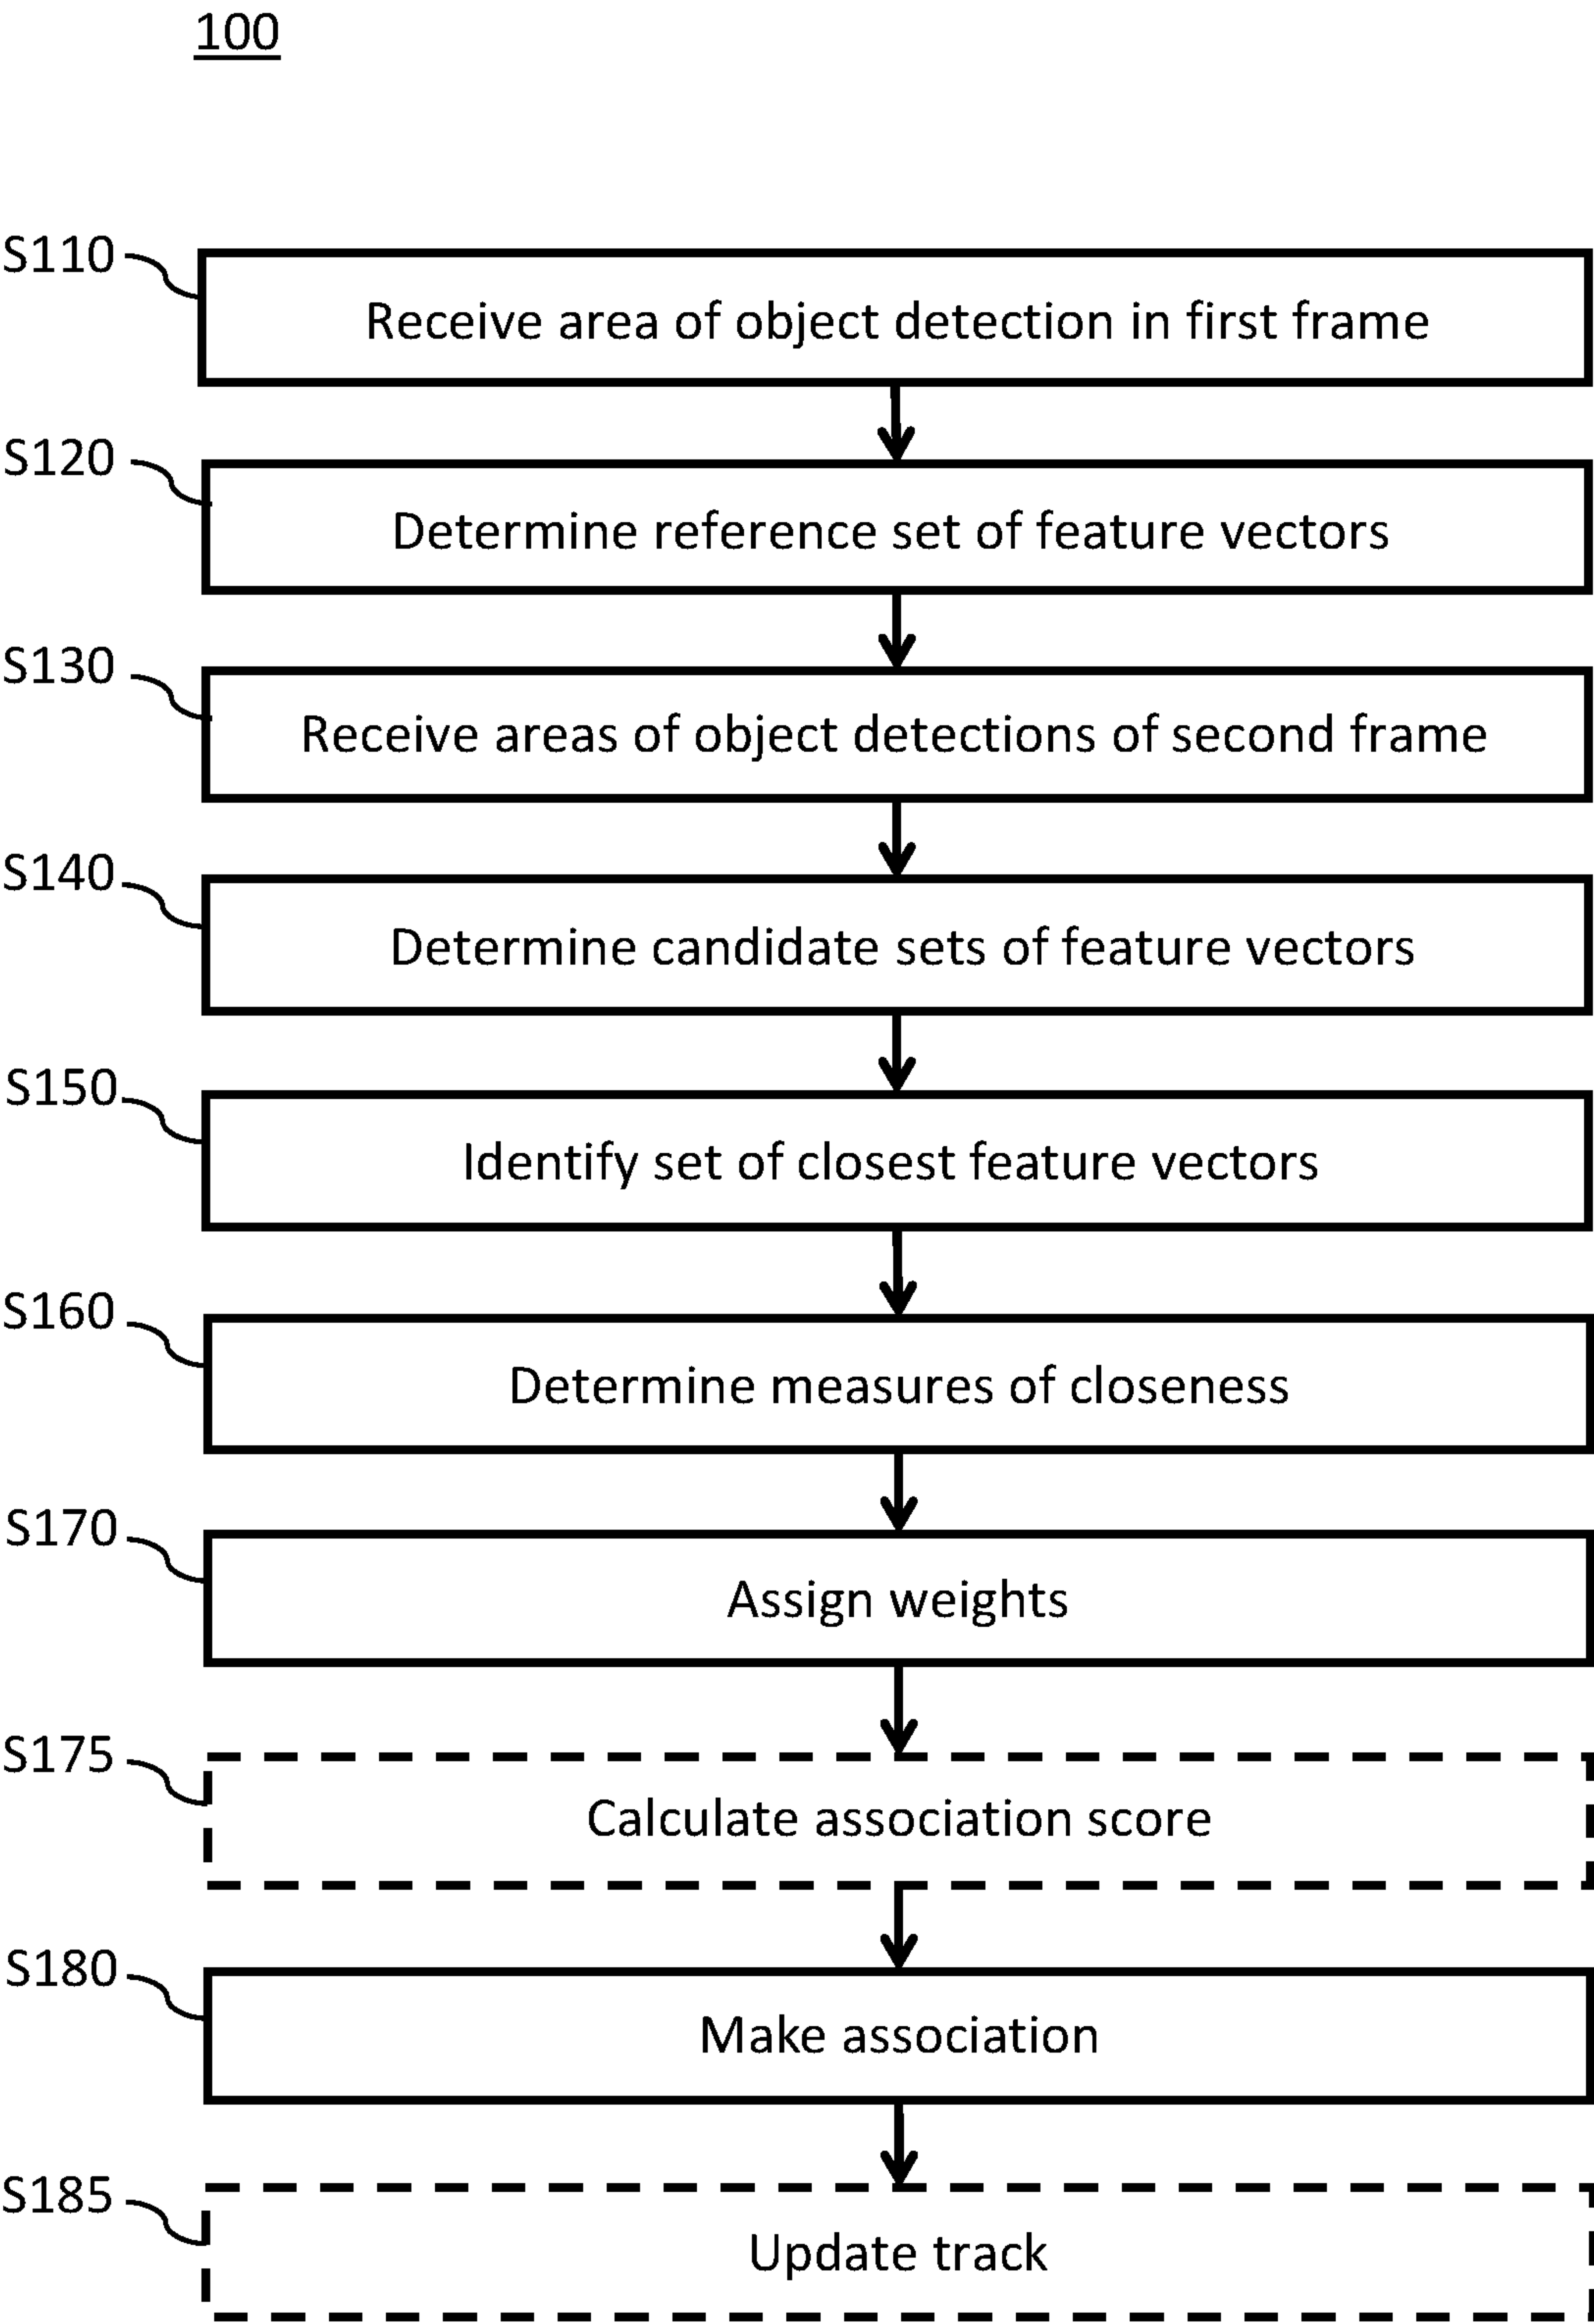 100
S110
Receive area of object detection in first frame
S120
Determine reference set of feature vectors
S130
Receive areas of object detections of second frame
S140
Determine candidate sets of feature vectors
S150
Identify set of closest feature vectors
S160
Determine measures of closeness
S170
Assign weights
S175
Calculate association score
S180
Make association
S185
Update track